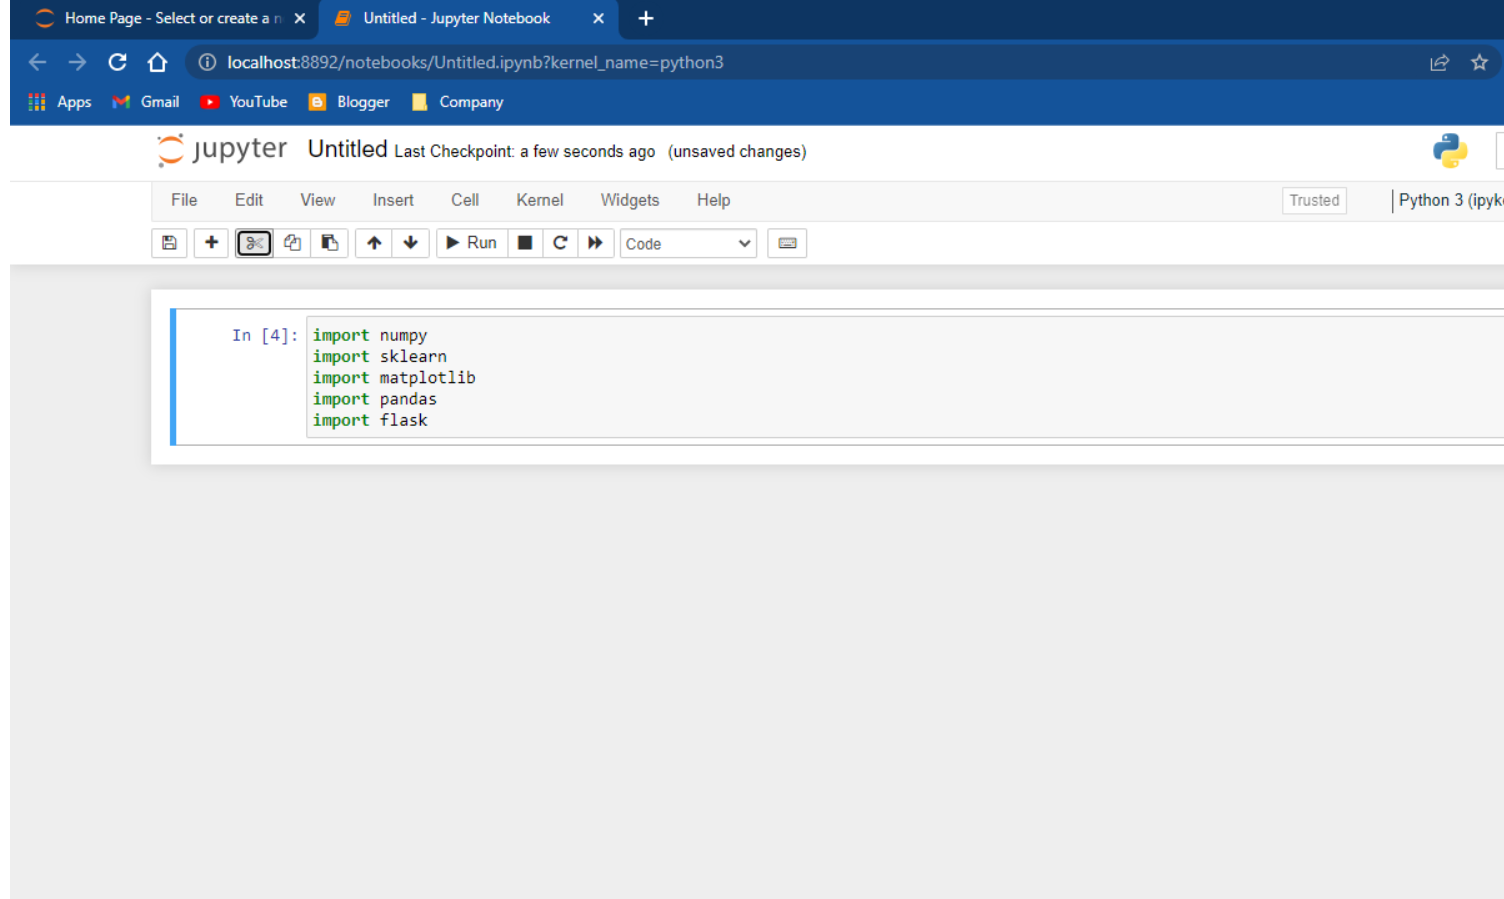 Home Page - Select or create a n
Untitled - Jupyter Notebook
localhost:8892/notebooks/Untitled.ipynb?kernel_name=python3
Apps Gmail YouTube Blogger Company
jupyter Untitled Last Checkpoint: a few seconds ago (unsaved changes)
File Edit View Insert Cell Kernel Widgets Help Trusted Python 3 (ipyke
Run Code
In [4]: import numpy
import sklearn
import matplotlib
import pandas
import flask